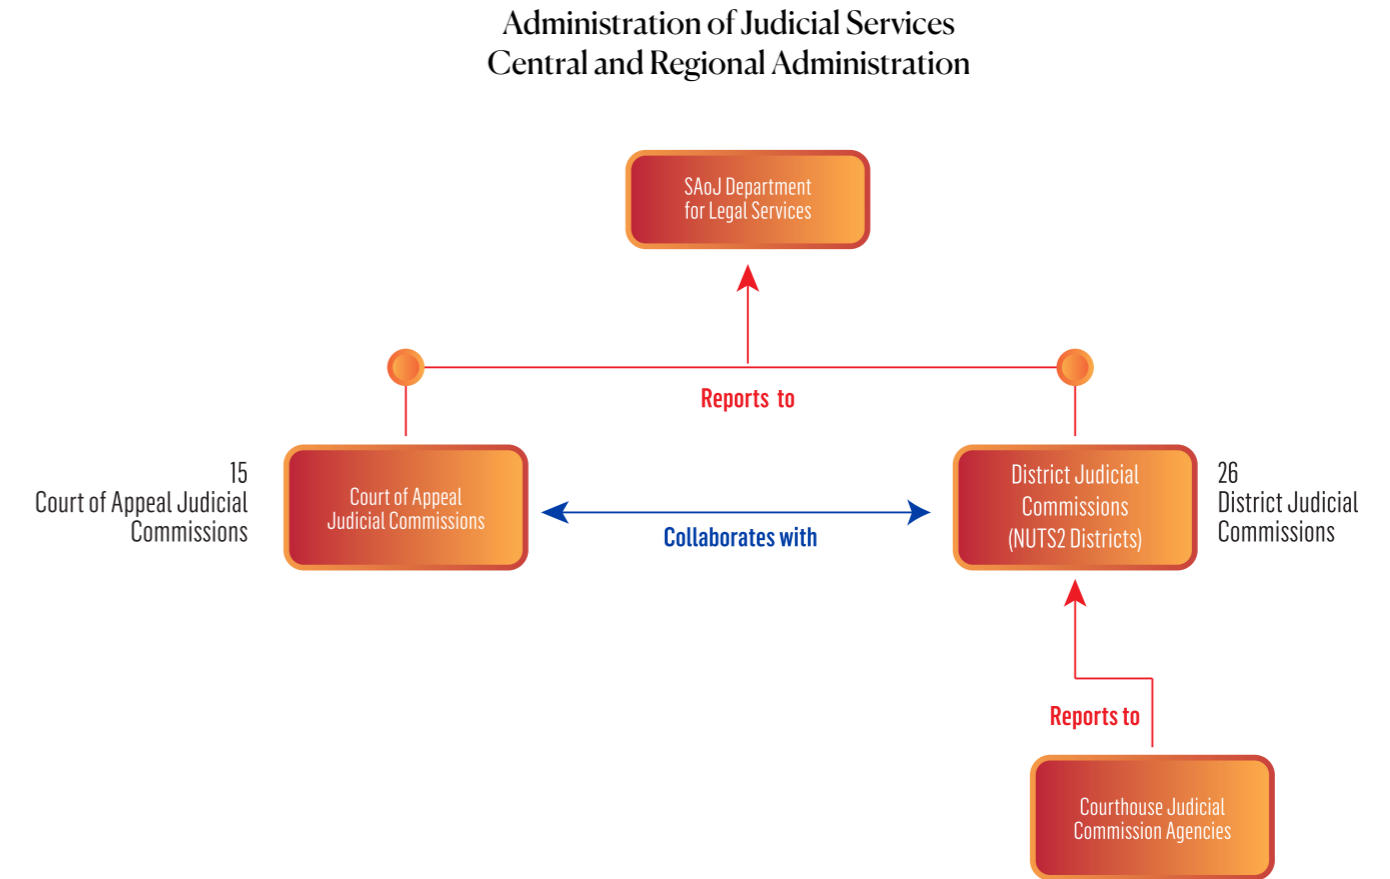 Administration of Judicial Services
Central and Regional Administration
SAoJ Department
for Legal Services
Reports to
15
Court of Appeal Judicial
Commissions
Court of Appeal
Judicial Commissions
Collaborates with
District Judicial
Commissions
(NUTS2 Districts)
26
District Judicial
Commissions
Reports to
Courthouse Judicial
Commission Agencies